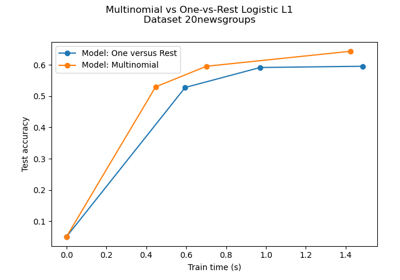 Multinomial vs One-vs-Rest Logistic L1
Dataset 20newsgroups
Model: One versus Rest
Model: Multinomial
Test accuracy
0.6
0.5
0.4
0.3
0.2
0.1
0.0 0.2 0.4 0.6 0.8 1.0 1.2 1.4
Train time (s)